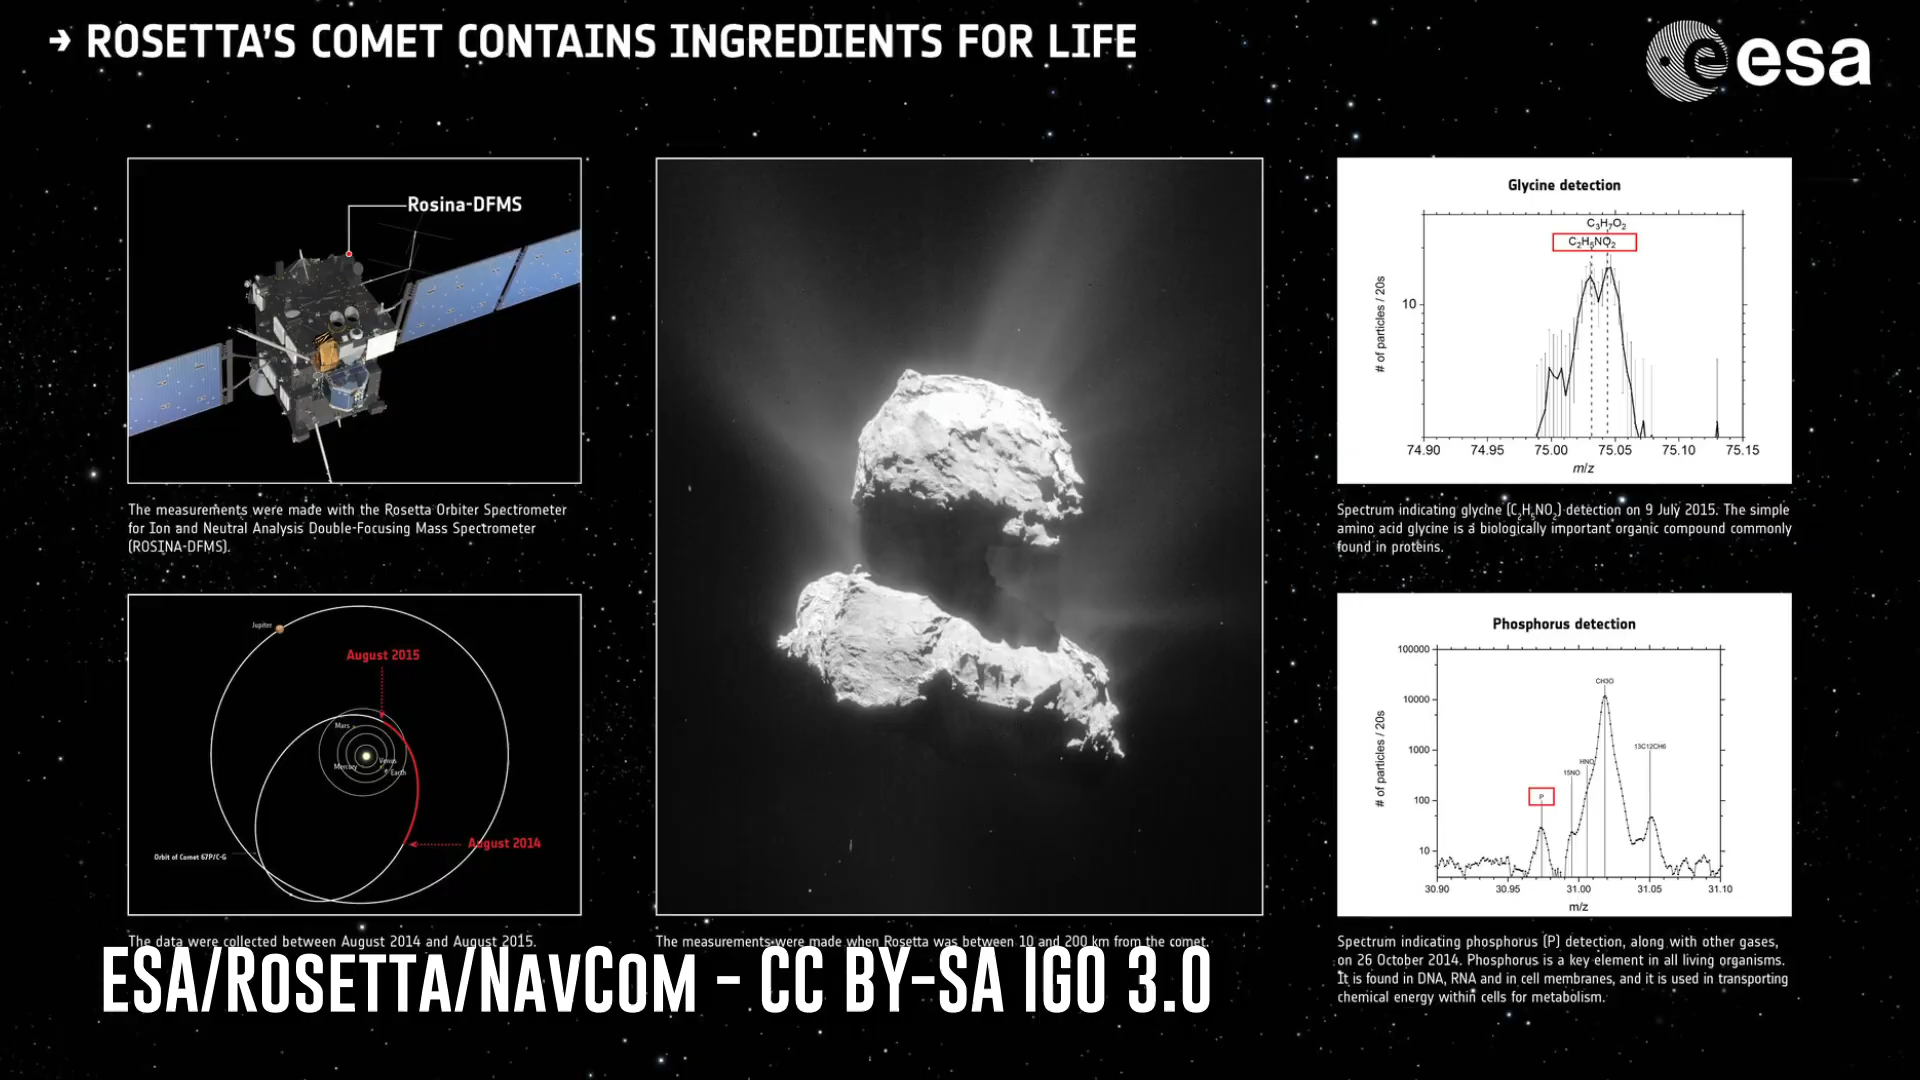 → ROSETTA'S COMET CONTAINS INGREDIENTS FOR LIFE
esa
Rosina-DFMS
The measurements were made with the Rosetta Orbiter Spectrometer
for Ion and Neutral Analysis Double-Focusing Mass Spectrometer
(ROSINA-DFMS).
Jupiter
August 2015
Mars
Venus
Mercury
Earth
August 2014
Orbit of Comet 67P/C-G
The data were collected between August 2014 and August 2015.
The measurements were made when Rosetta was between 10 and 200 km from the comet.
Glycine detection
C3H7O2
C2H5NO2
# of particles / 20s
10
74.90 74.95 75.00 75.05 75.10 75.15
m/z
Spectrum indicating glycine (C2H5NO2) detection on 9 July 2015. The simple
amino acid glycine is a biologically important organic compound commonly
found in proteins.
Phosphorus detection
100000
10000
1000
100
10
# of particles / 20s
CH3O
13C12CH6
HNO
15NO
P
30.90 30.95 31.00 31.05 31.10
m/z
Spectrum indicating phosphorus (P) detection, along with other gases,
on 26 October 2014. Phosphorus is a key element in all living organisms.
It is found in DNA, RNA and in cell membranes, and it is used in transporting
chemical energy within cells for metabolism.
ESA/Rosetta/NavCom – CC BY-SA IGO 3.0